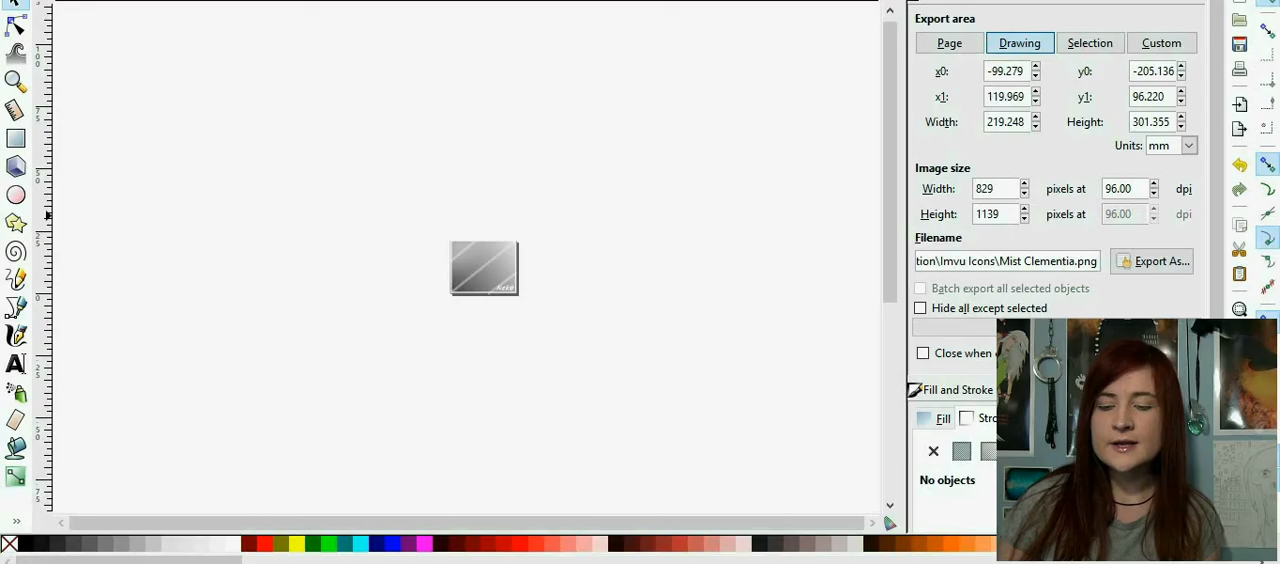 Export area
Page Drawing Selection Custom
x0: -99.279 y0: -205.136
x1: 119.969 y1: 96.220
Width: 219.248 Height: 301.355
Units: mm
Image size
Width: 829 pixels at 96.00 dpi
Height: 1139 pixels at 96.00 dpi
Filename
tion\Imvu Icons\Mist Clementia.png Export As...
Batch export all selected objects
Hide all except selected
Close when
Fill and Stroke
Fill Stro
No objects